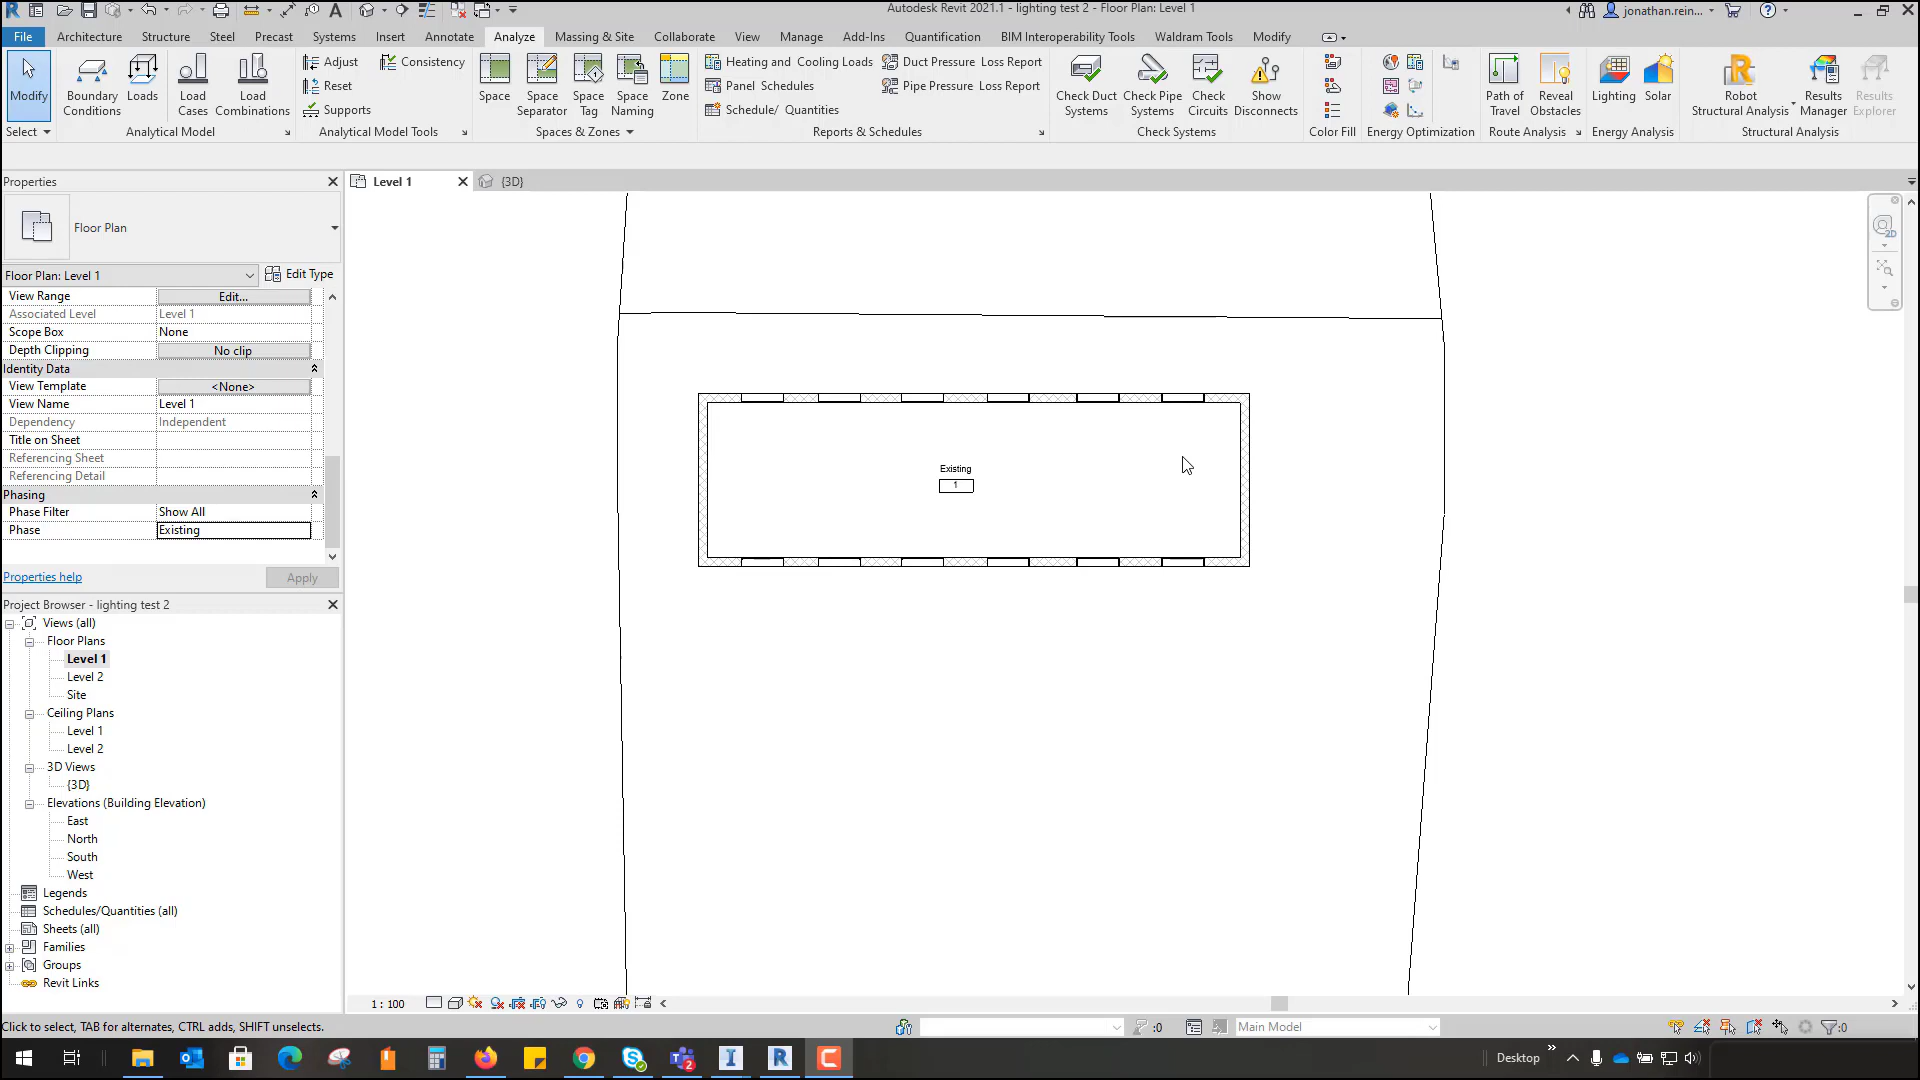 Autodesk Revit 2021.1 - lighting test 2 - Floor Plan: Level 1
jonathan.rein...
File Architecture Structure Steel Precast Systems Insert Annotate Analyze Massing & Site Collaborate View Manage Add-Ins Quantification BIM Interoperability Tools Waldram Tools Modify
Modify
Select
Boundary Conditions
Loads
Load Cases
Load Combinations
Analytical Model
Adjust
Reset
Supports
Consistency
Analytical Model Tools
Space
Space Separator
Space Tag
Space Naming
Zone
Spaces & Zones
Heating and Cooling Loads
Panel Schedules
Schedule/ Quantities
Duct Pressure Loss Report
Pipe Pressure Loss Report
Reports & Schedules
Check Duct Systems
Check Pipe Systems
Check Circuits
Show Disconnects
Check Systems
Color Fill
Energy Optimization
Path of Travel
Reveal Obstacles
Route Analysis
Lighting
Solar
Energy Analysis
Robot Structural Analysis
Results Manager
Results Explorer
Structural Analysis
Properties
Level 1
{3D}
Floor Plan
Floor Plan: Level 1
Edit Type
View Range Edit...
Associated Level Level 1
Scope Box None
Depth Clipping No clip
Identity Data
View Template <None>
View Name Level 1
Dependency Independent
Title on Sheet
Referencing Sheet
Referencing Detail
Phasing
Phase Filter Show All
Phase Existing
Properties help
Apply
Existing
1
2D
Project Browser - lighting test 2
Views (all)
Floor Plans
Level 1
Level 2
Site
Ceiling Plans
Level 1
Level 2
3D Views
{3D}
Elevations (Building Elevation)
East
North
South
West
Legends
Schedules/Quantities (all)
Sheets (all)
Families
Groups
Revit Links
1 : 100
Click to select, TAB for alternates, CTRL adds, SHIFT unselects.
:0
Main Model
:0
Desktop